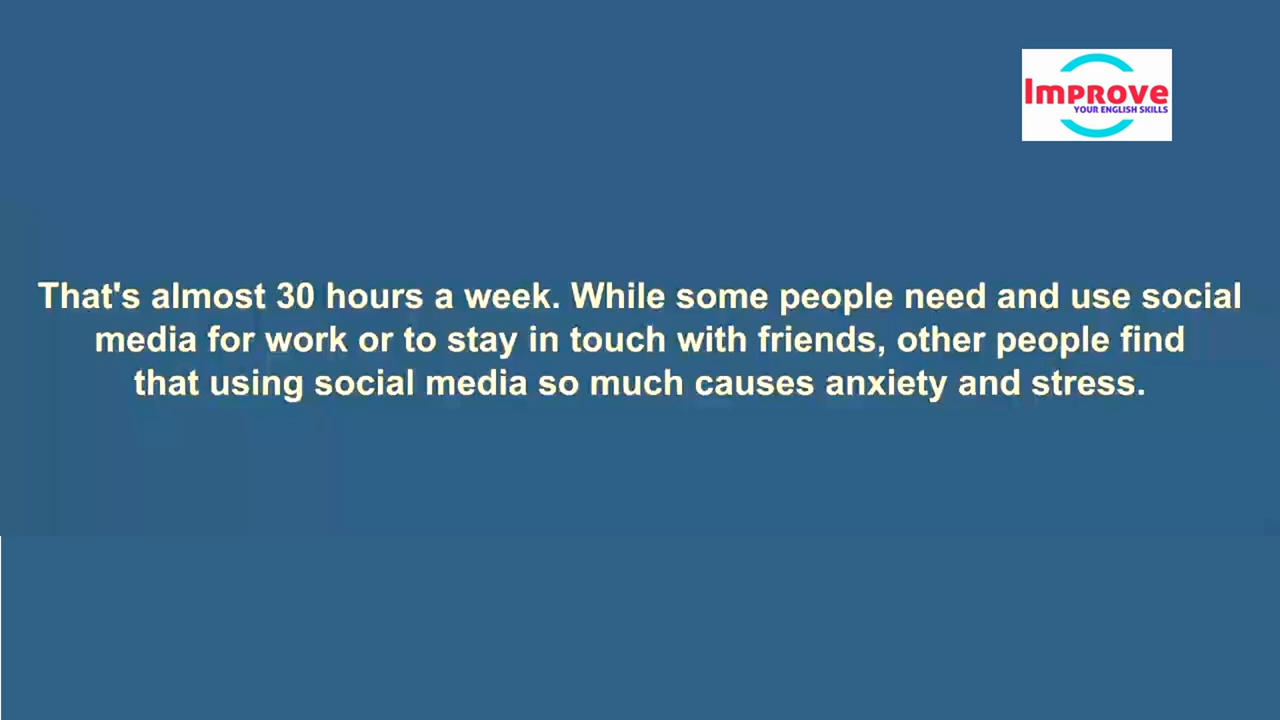 Improve
YOUR ENGLISH SKILLS
That's almost 30 hours a week. While some people need and use social
media for work or to stay in touch with friends, other people find
that using social media so much causes anxiety and stress.